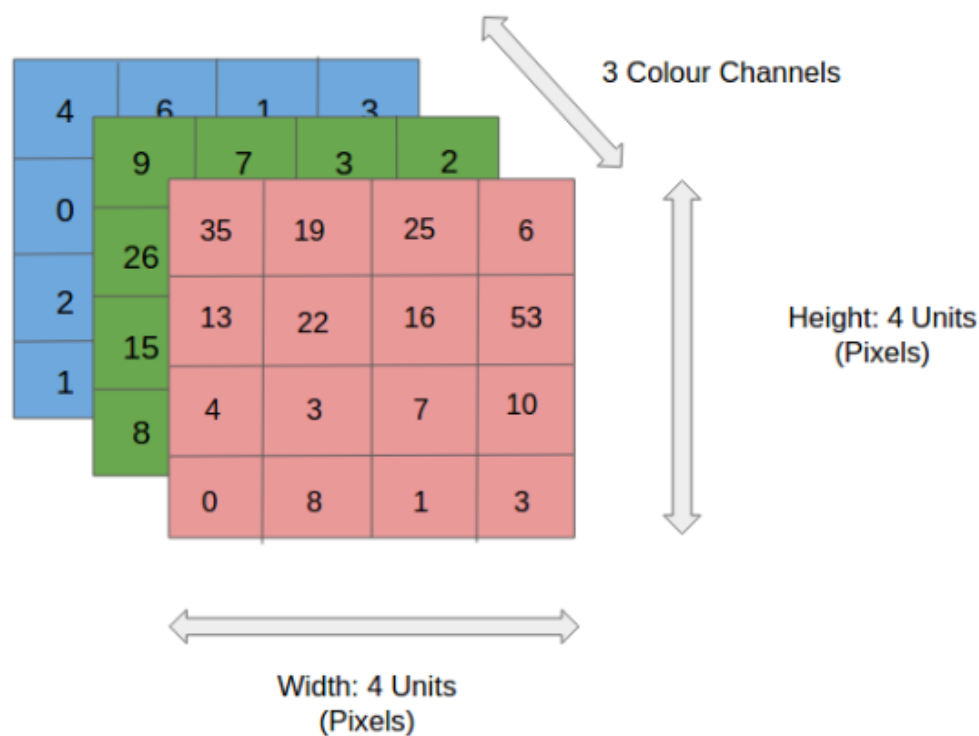 3 Colour Channels
4 6 1 3
9 7 3 2
0
35 19 25 6
26
2
13 22 16 53
Height: 4 Units
(Pixels)
15
1
4 3 7 10
8
0 8 1 3
Width: 4 Units
(Pixels)